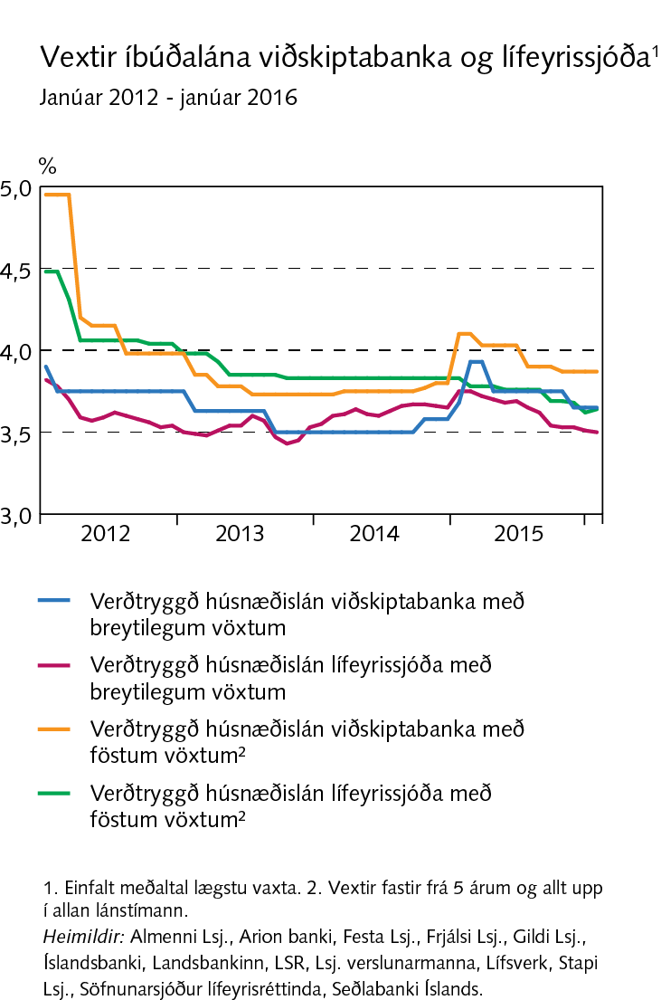 Vextir íbúðalána viðskiptabanka og lífeyrissjóða¹
Janúar 2012 - janúar 2016
%
5,0
4,5
4,0
3,5
3,0
2012 2013 2014 2015
Verðtryggð húsnæðislán viðskiptabanka með
breytilegum vöxtum
Verðtryggð húsnæðislán lífeyrissjóða með
breytilegum vöxtum
Verðtryggð húsnæðislán viðskiptabanka með
föstum vöxtum²
Verðtryggð húsnæðislán lífeyrissjóða með
föstum vöxtum²
1. Einfalt meðaltal lægstu vaxta. 2. Vextir fastir frá 5 árum og allt upp
í allan lánstímann.
Heimildir: Almenni Lsj., Arion banki, Festa Lsj., Frjálsi Lsj., Gildi Lsj.,
Íslandsbanki, Landsbankinn, LSR, Lsj. verslunarmanna, Lífsverk, Stapi
Lsj., Söfnunarsjóður lífeyrisréttinda, Seðlabanki Íslands.